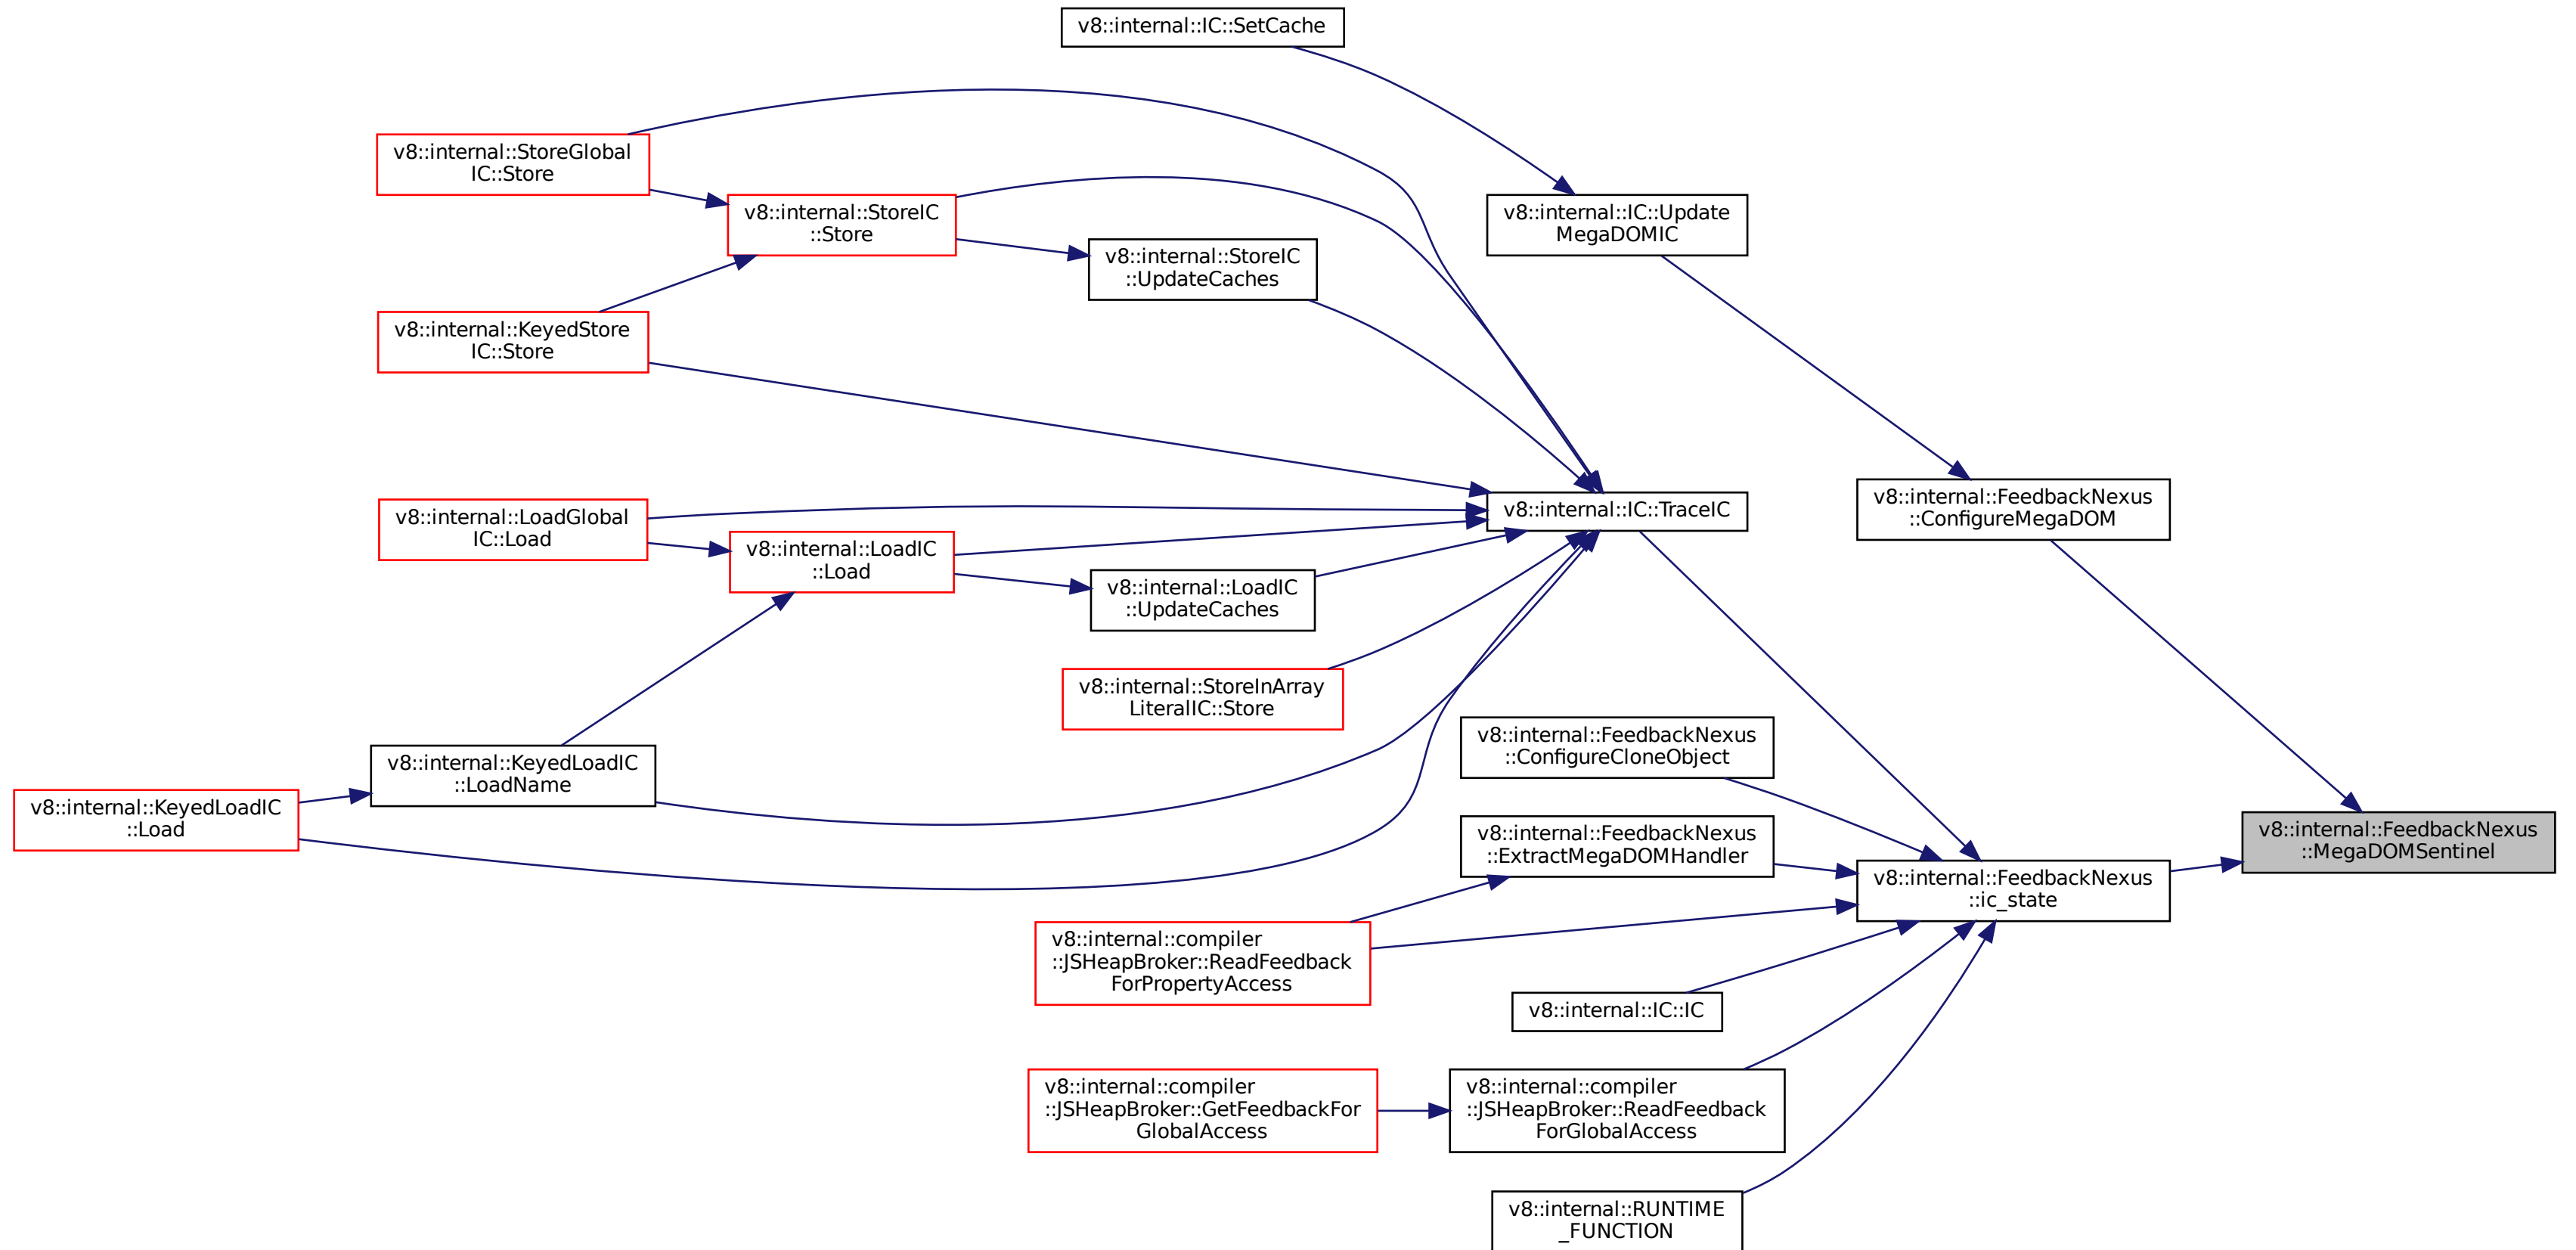 v8::internal::IC::SetCache
v8::internal::StoreGlobal
IC::Store
v8::internal::StoreIC
::Store
v8::internal::IC::Update
MegaDOMIC
v8::internal::StoreIC
::UpdateCaches
v8::internal::KeyedStore
IC::Store
v8::internal::LoadGlobal
IC::Load
v8::internal::LoadIC
::Load
v8::internal::IC::TraceIC
v8::internal::FeedbackNexus
::ConfigureMegaDOM
v8::internal::LoadIC
::UpdateCaches
v8::internal::StoreInArray
LiteralIC::Store
v8::internal::FeedbackNexus
::ConfigureCloneObject
v8::internal::KeyedLoadIC
::LoadName
v8::internal::KeyedLoadIC
::Load
v8::internal::FeedbackNexus
::ExtractMegaDOMHandler
v8::internal::FeedbackNexus
::MegaDOMSentinel
v8::internal::FeedbackNexus
::ic_state
v8::internal::compiler
::JSHeapBroker::ReadFeedback
ForPropertyAccess
v8::internal::IC::IC
v8::internal::compiler
::JSHeapBroker::GetFeedbackFor
GlobalAccess
v8::internal::compiler
::JSHeapBroker::ReadFeedback
ForGlobalAccess
v8::internal::RUNTIME
_FUNCTION